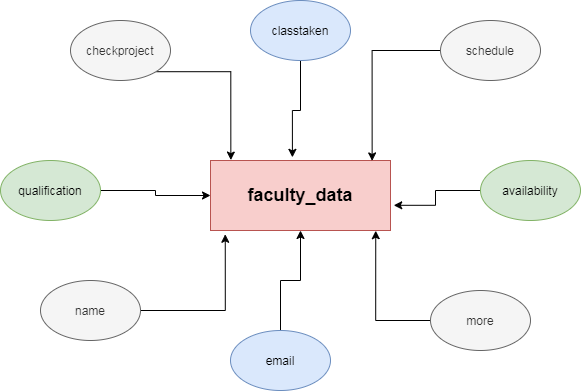 classtaken
checkproject
schedule
qualification
faculty_data
availability
name
more
email